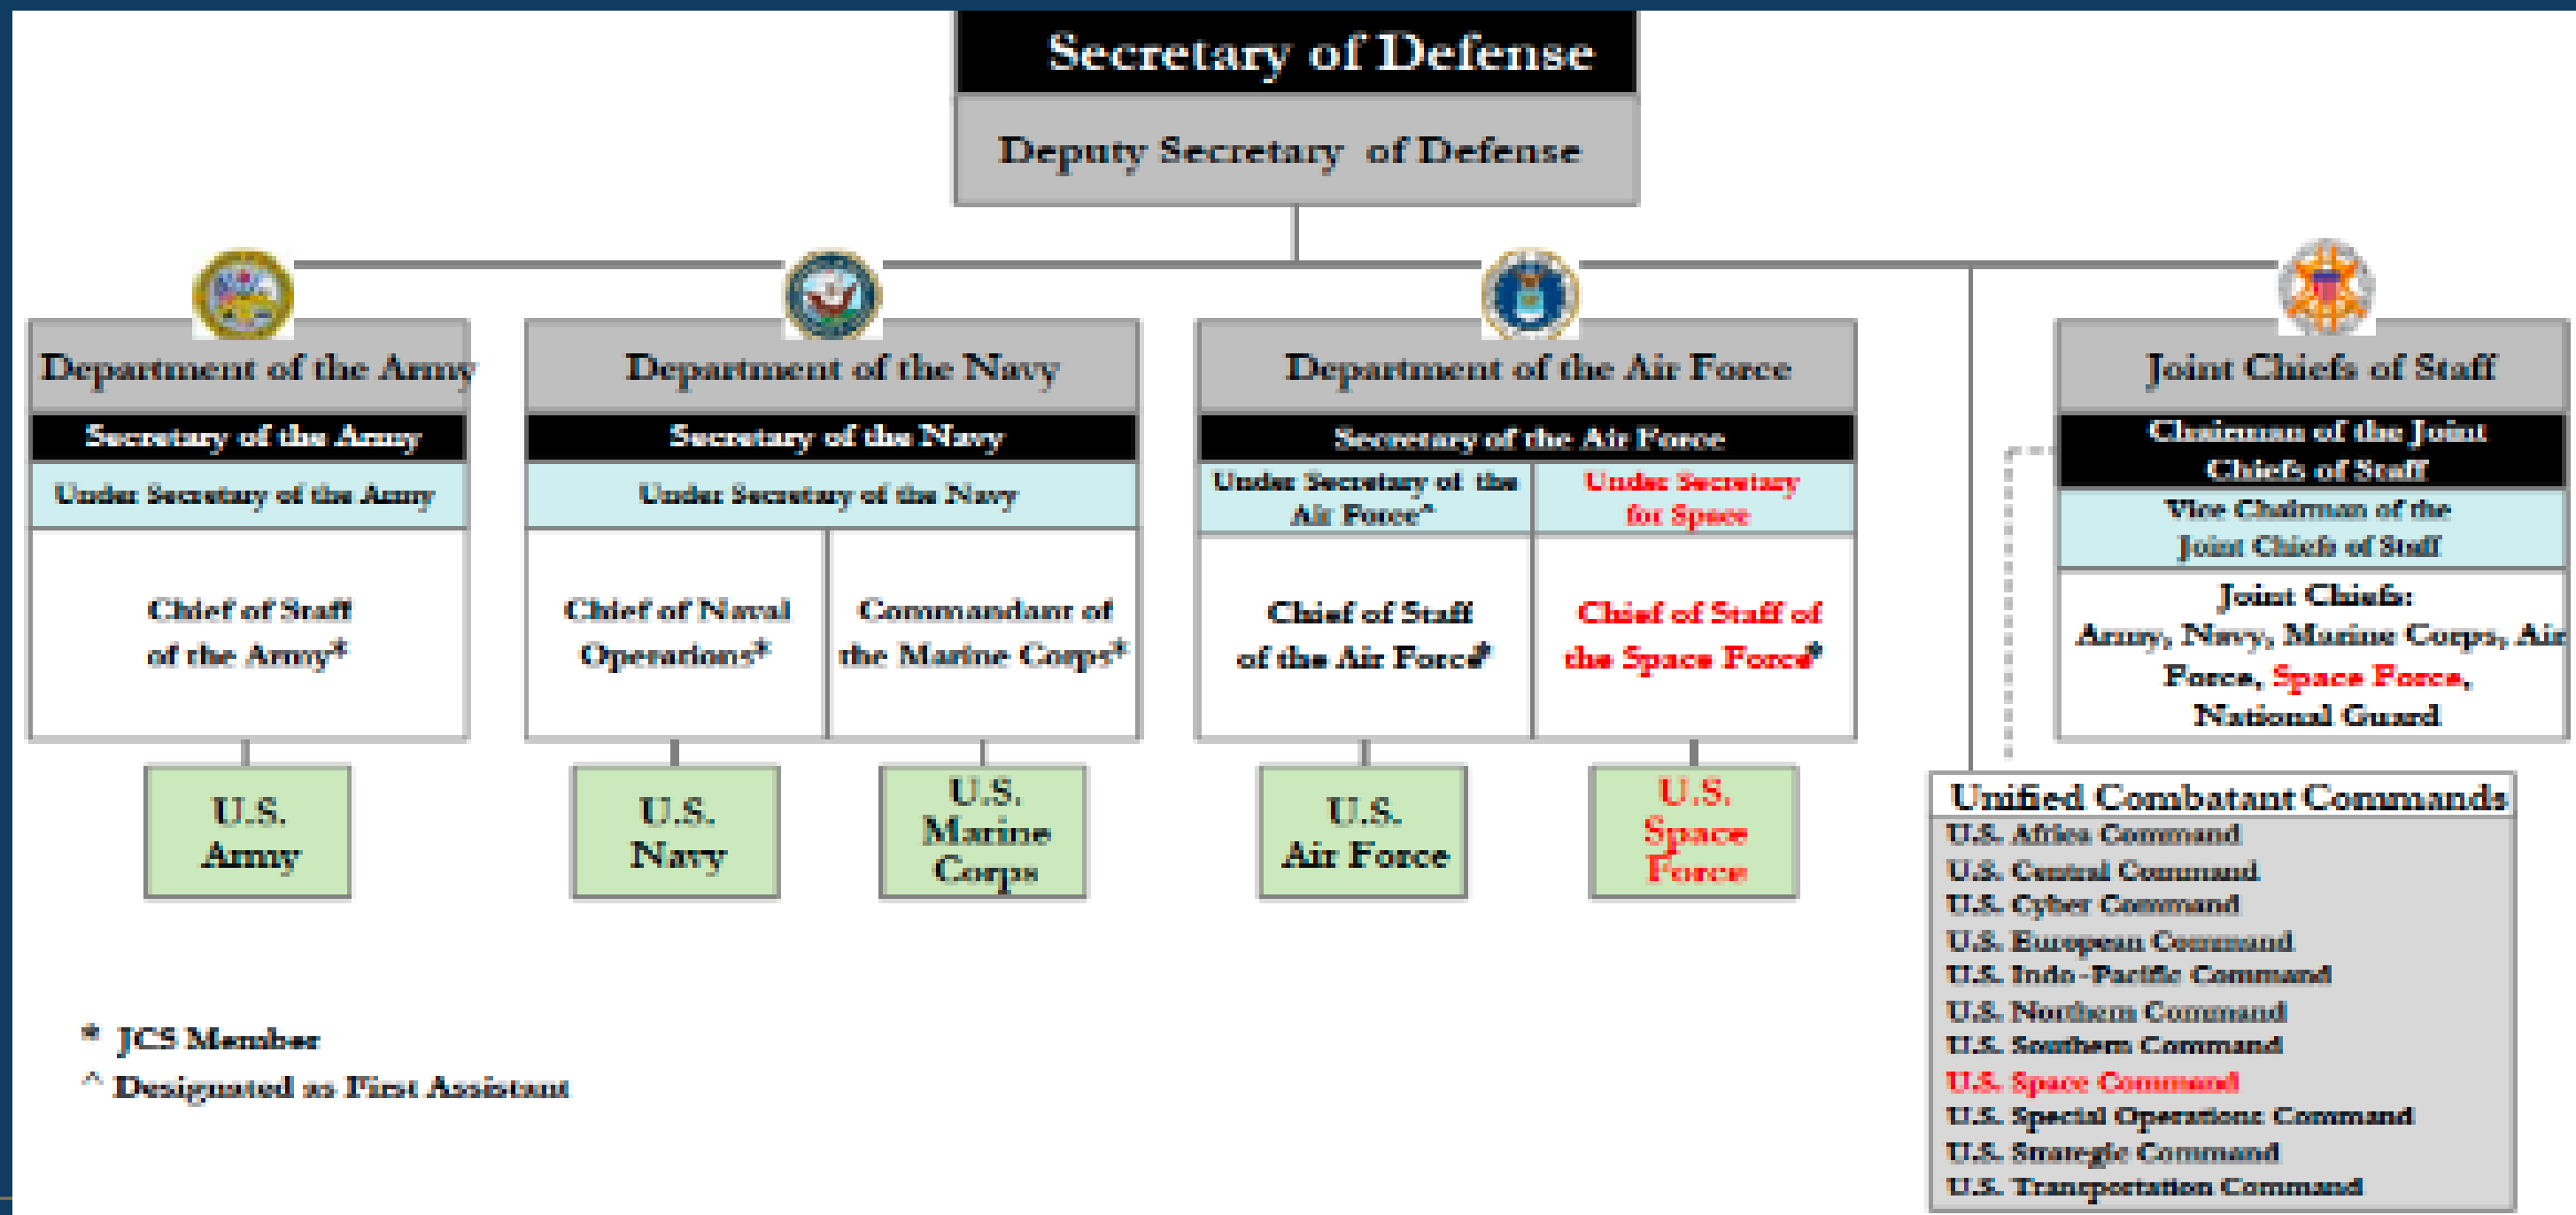 Secretary of Defense
Deputy Secretary of Defense
Department of the Army
Secretary of the Army
Under Secretary of the Army
Chief of Staff
of the Army*
U.S.
Army
Department of the Navy
Secretary of the Navy
Under Secretary of the Navy
Chief of Naval
Operations*
Commandant of
the Marine Corps*
U.S.
Navy
U.S.
Marine
Corps
Department of the Air Force
Secretary of the Air Force
Under Secretary of the
Air Force^
Under Secretary
for Space
Chief of Staff
of the Air Force*
Chief of Staff of
the Space Force*
U.S.
Air Force
U.S.
Space
Force
Joint Chiefs of Staff
Chairman of the Joint
Chiefs of Staff
Vice Chairman of the
Joint Chiefs of Staff
Joint Chiefs:
Army, Navy, Marine Corps, Air
Force, Space Force,
National Guard
Unified Combatant Commands
U.S. Africa Command
U.S. Central Command
U.S. Cyber Command
U.S. European Command
U.S. Indo-Pacific Command
U.S. Northern Command
U.S. Southern Command
U.S. Space Command
U.S. Special Operations Command
U.S. Strategic Command
U.S. Transportation Command
* JCS Member
^ Designated as First Assistant